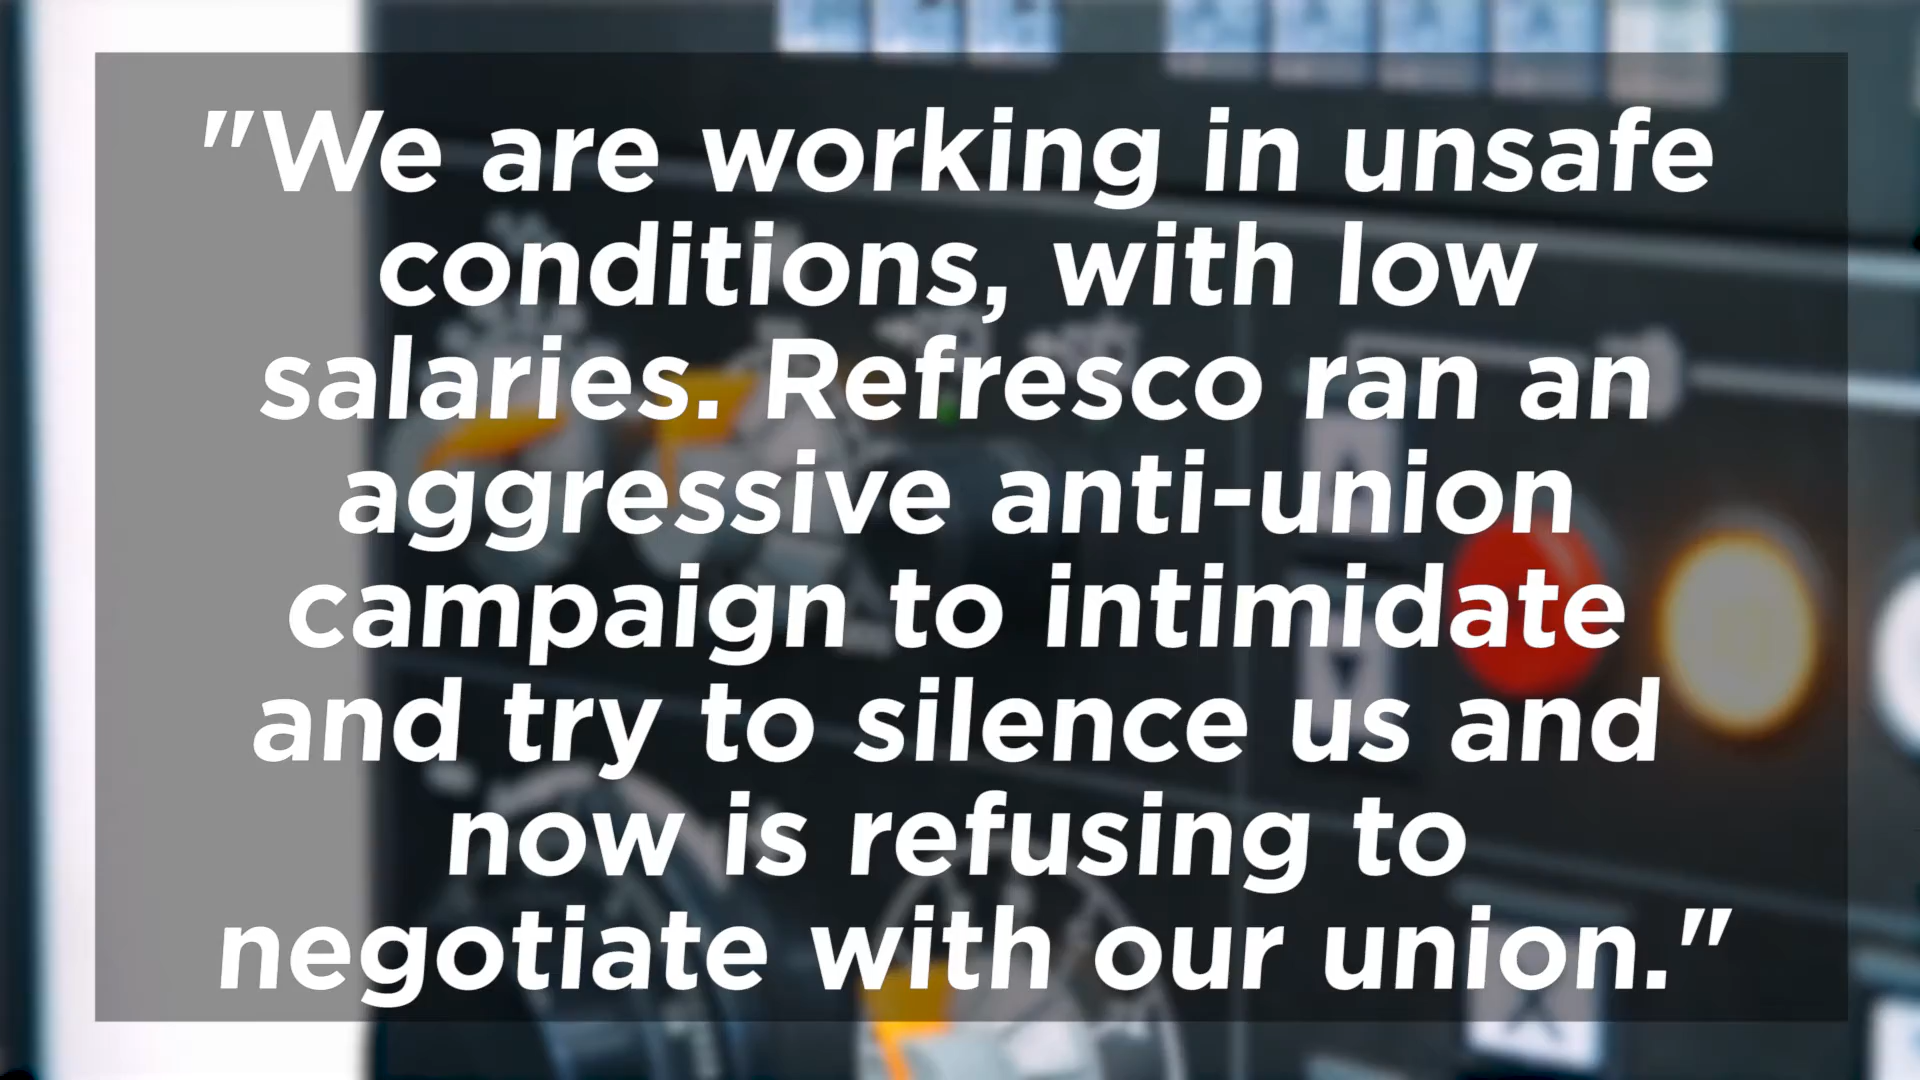 "We are working in unsafe
conditions, with low
salaries. Refresco ran an
aggressive anti-union
campaign to intimidate
and try to silence us and
now is refusing to
negotiate with our union."